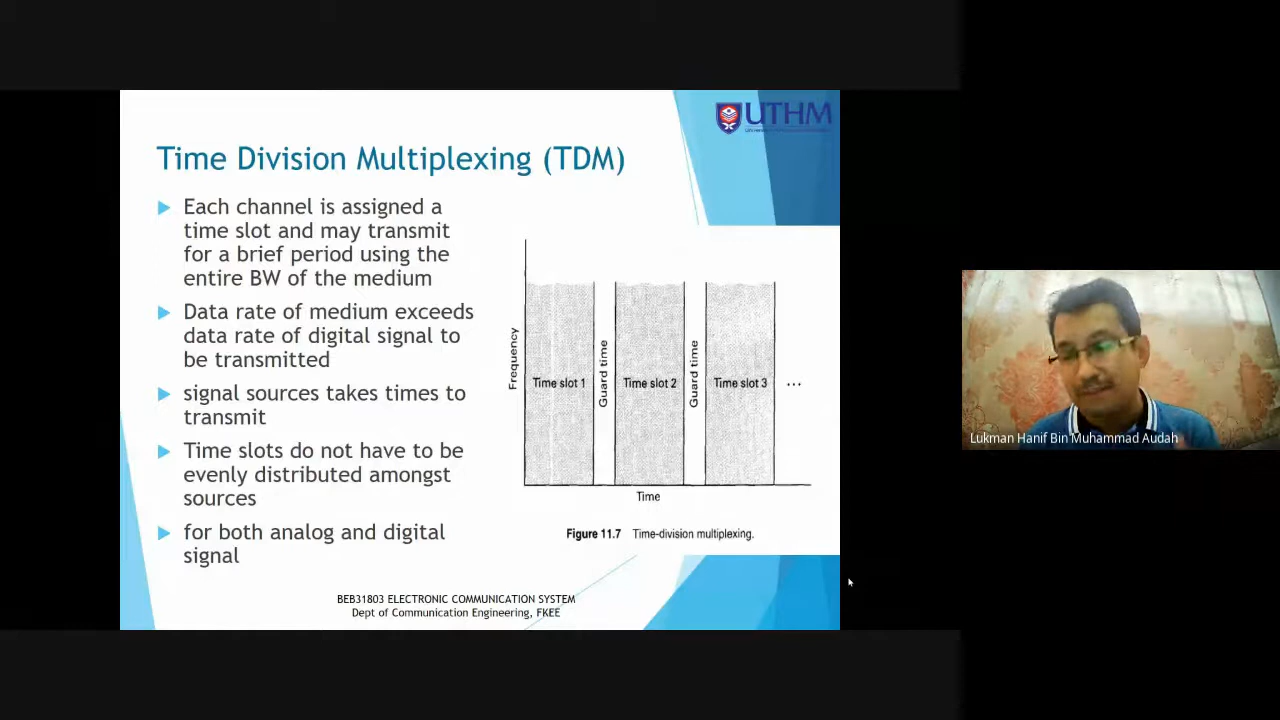 UTHM
Time Division Multiplexing (TDM)
Each channel is assigned a
time slot and may transmit
for a brief period using the
entire BW of the medium
Data rate of medium exceeds
data rate of digital signal to
be transmitted
signal sources takes times to
transmit
Time slots do not have to be
evenly distributed amongst
sources
for both analog and digital
signal
Frequency
Time slot 1
Guard time
Time slot 2
Guard time
Time slot 3
...
Time
Figure 11.7 Time-division multiplexing.
BEB31803 ELECTRONIC COMMUNICATION SYSTEM
Dept of Communication Engineering, FKEE
Lukman Hanif Bin Muhammad Audah